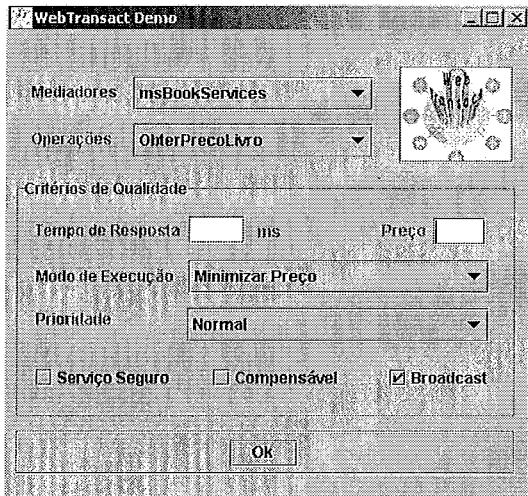 WebTransact Demo
Mediadores msBookServices
Operações ObterPrecoLivro
Critérios de Qualidade
Tempo de Resposta ms Preço
Modo de Execução Minimizar Preço
Prioridade Normal
Serviço Seguro Compensável Broadcast
Ok